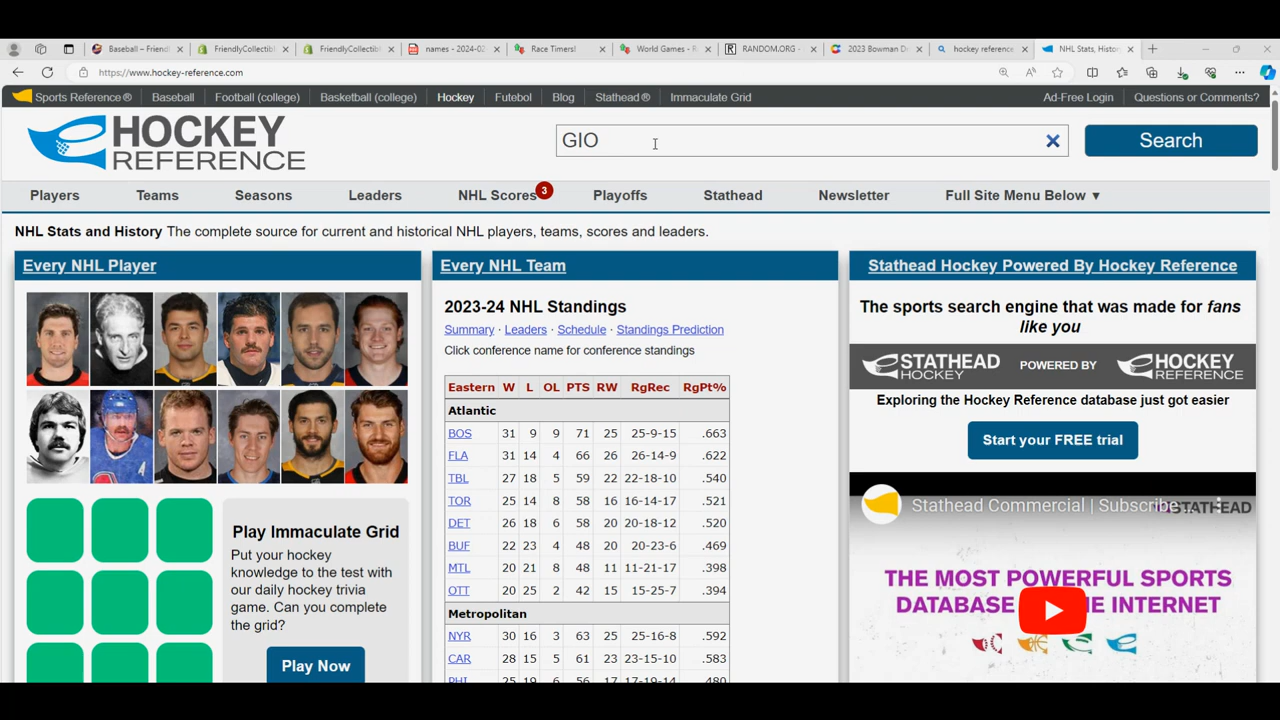 Baseball – Friend
FriendlyCollectibl
FriendlyCollectibl
names - 2024-02-
Race Timers!
World Games - R
RANDOM.ORG -
2023 Bowman D
hockey reference
NHL Stats, Histor
https://www.hockey-reference.com
Sports Reference®
Baseball
Football (college)
Basketball (college)
Hockey
Futebol
Blog
Stathead®
Immaculate Grid
Ad-Free Login
Questions or Comments?
HOCKEY
REFERENCE
GIO
Search
Players
Teams
Seasons
Leaders
NHL Scores 3
Playoffs
Stathead
Newsletter
Full Site Menu Below ▼
NHL Stats and History The complete source for current and historical NHL players, teams, scores and leaders.
Every NHL Player
Play Immaculate Grid
Put your hockey
knowledge to the test with
our daily hockey trivia
game. Can you complete
the grid?
Play Now
Every NHL Team
2023-24 NHL Standings
Summary · Leaders · Schedule · Standings Prediction
Click conference name for conference standings
Eastern W L OL PTS RW RgRec RgPt%
Atlantic
BOS 31 9 9 71 25 25-9-15 .663
FLA 31 14 4 66 26 26-14-9 .622
TBL 27 18 5 59 22 22-18-10 .540
TOR 25 14 8 58 16 16-14-17 .521
DET 26 18 6 58 20 20-18-12 .520
BUF 22 23 4 48 20 20-23-6 .469
MTL 20 21 8 48 11 11-21-17 .398
OTT 20 25 2 42 15 15-25-7 .394
Metropolitan
NYR 30 16 3 63 25 25-16-8 .592
CAR 28 15 5 61 23 23-15-10 .583
PHI 25 19 6 56 17 17-19-14 .480
Stathead Hockey Powered By Hockey Reference
The sports search engine that was made for fans
like you
STATHEAD
HOCKEY
POWERED BY
HOCKEY
REFERENCE
Exploring the Hockey Reference database just got easier
Start your FREE trial
Stathead Commercial | Subscribe...
STATHEAD
THE MOST POWERFUL SPORTS
DATABASE
INTERNET